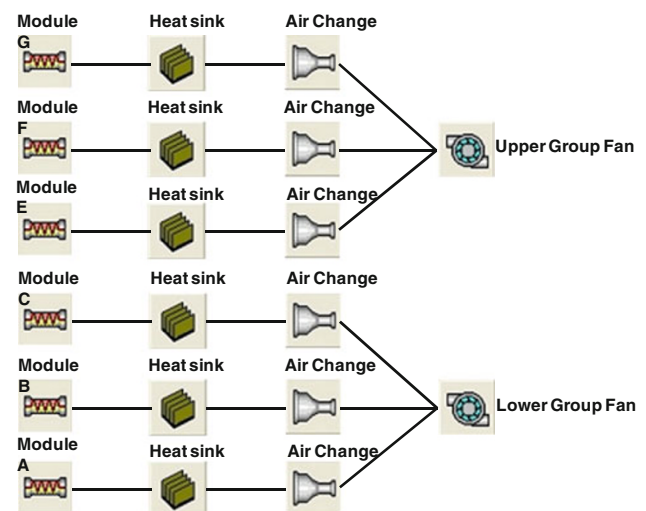 Module Heat sink Air Change
G
Module Heat sink Air Change
F
Upper Group Fan
Module Heat sink Air Change
E
Module Heat sink Air Change
C
Module Heat sink Air Change
B
Lower Group Fan
Module Heat sink Air Change
A